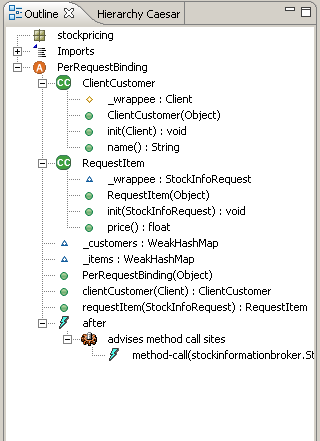 Outline Hierarchy Caesar
stockpricing
Imports
A PerRequestBinding
CC ClientCustomer
_wrappee : Client
ClientCustomer(Object)
init(Client) : void
name() : String
CC RequestItem
_wrappee : StockInfoRequest
RequestItem(Object)
init(StockInfoRequest) : void
price() : float
_customers : WeakHashMap
_items : WeakHashMap
PerRequestBinding(Object)
clientCustomer(Client) : ClientCustomer
requestItem(StockInfoRequest) : RequestItem
after
advises method call sites
method-call(stockinformationbroker.St